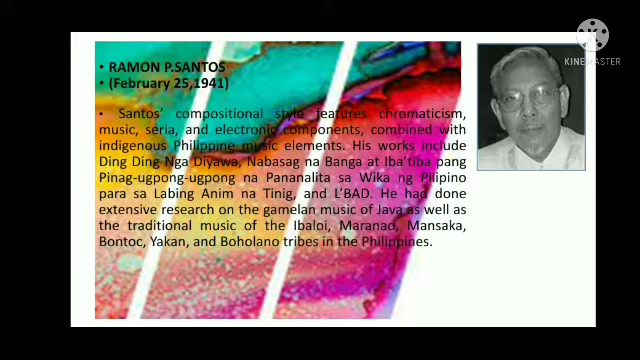 • RAMON P.SANTOS
• (February 25,1941)
• Santos' compositional style features chromaticism,
music, seria, and electronic components, combined with
indigenous Philippine music elements. His works include
Ding Ding Nga Diyawa, Nabasag na Banga at Iba'tiba pang
Pinag-ugpong-ugpong na Pananalita sa Wika ng Pilipino
para sa Labing Anim na Tinig, and L'BAD. He had done
extensive research on the gamelan music of Java as well as
the traditional music of the Ibaloi, Maranao, Mansaka,
Bontoc, Yakan, and Boholano tribes in the Philippines.
KINEMASTER